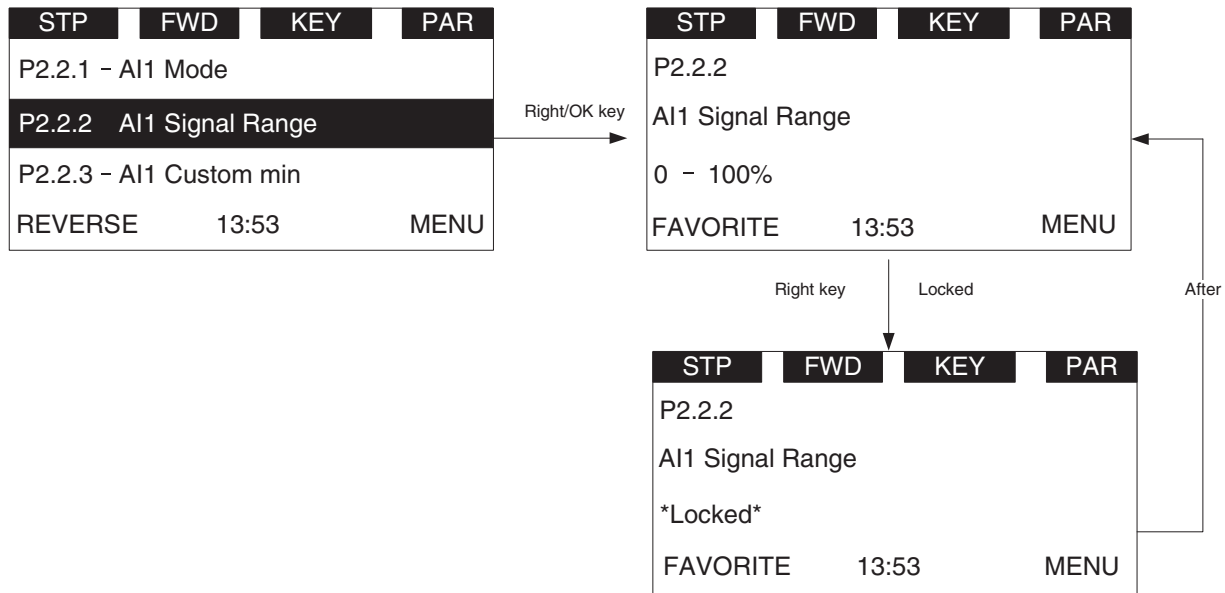 STP FWD KEY PAR
P2.2.1 - AI1 Mode
P2.2.2 AI1 Signal Range
P2.2.3 - AI1 Custom min
REVERSE 13:53 MENU
Right/OK key
STP FWD KEY PAR
P2.2.2
AI1 Signal Range
0 - 100%
FAVORITE 13:53 MENU
Right key Locked
After
STP FWD KEY PAR
P2.2.2
AI1 Signal Range
*Locked*
FAVORITE 13:53 MENU